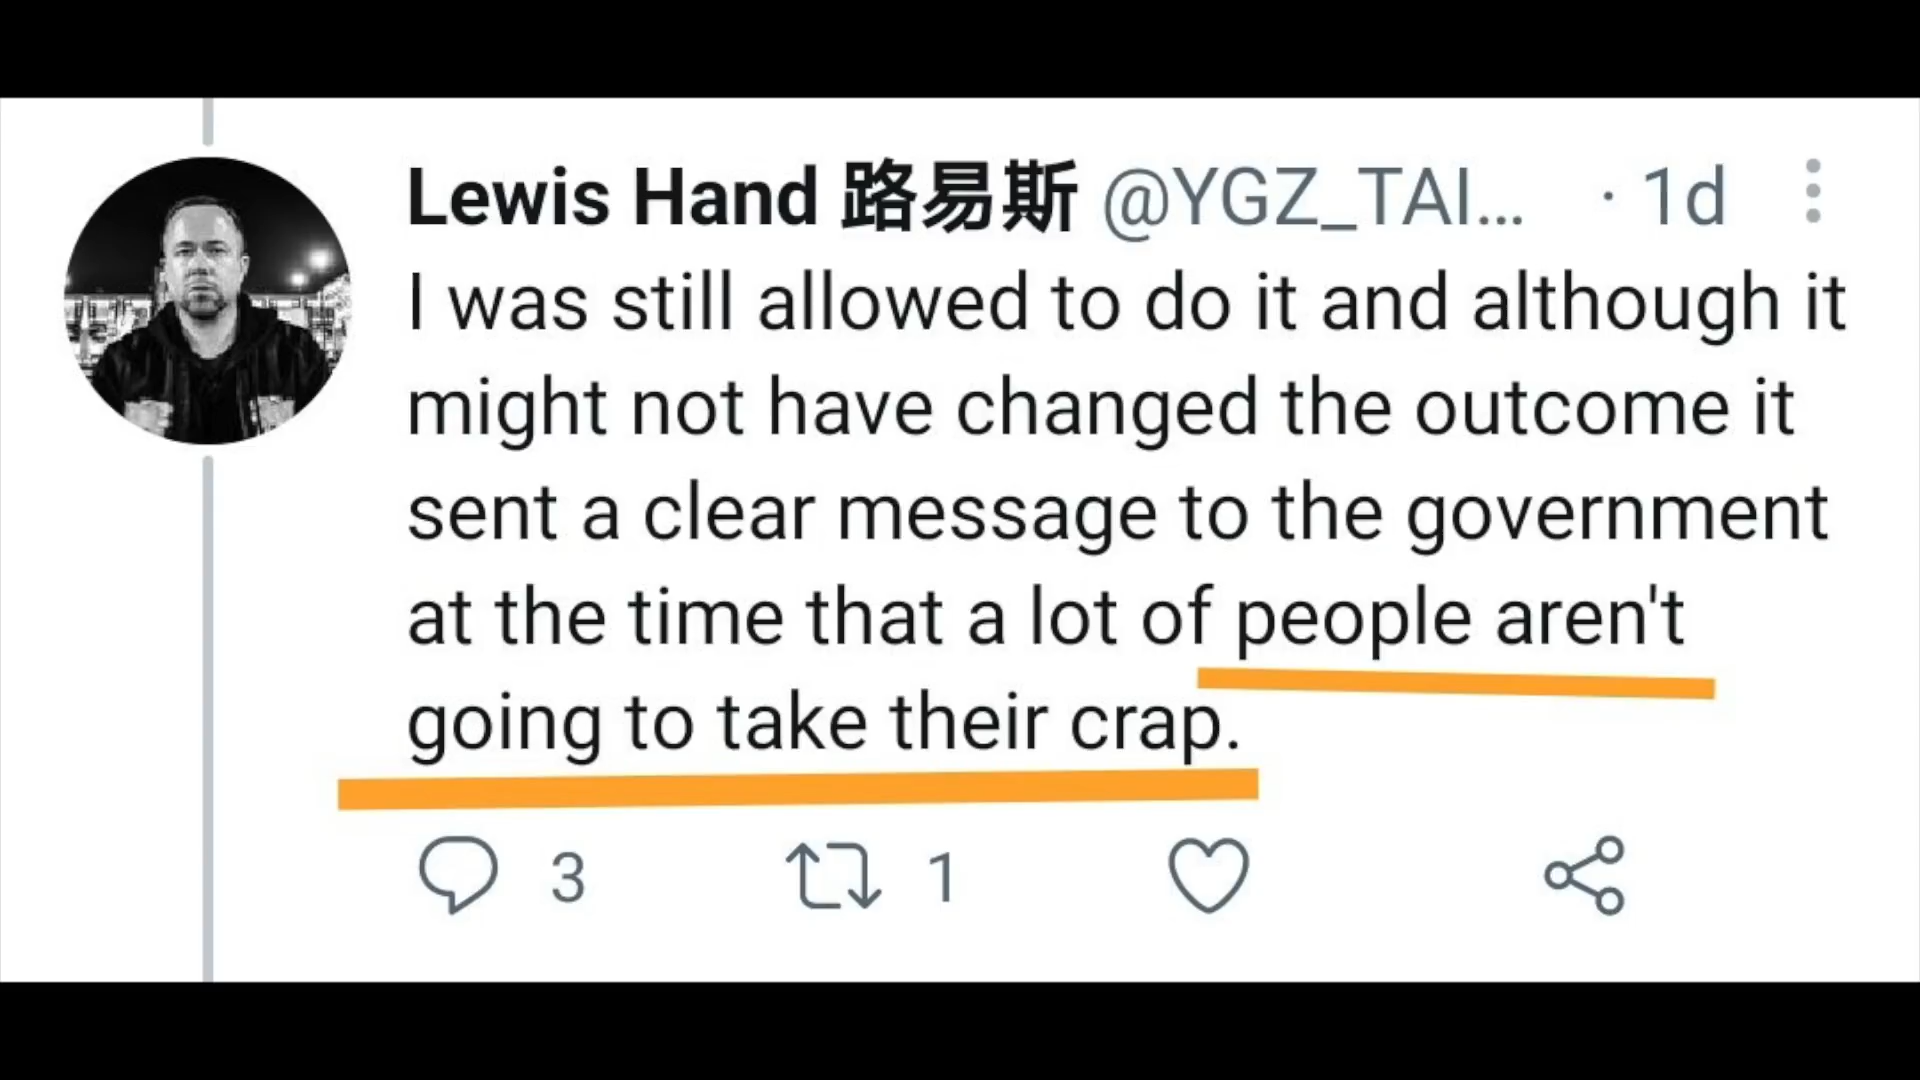 Lewis Hand 路易斯 @YGZ_TAI... · 1d
I was still allowed to do it and although it
might not have changed the outcome it
sent a clear message to the government
at the time that a lot of people aren't
going to take their crap.
3 1